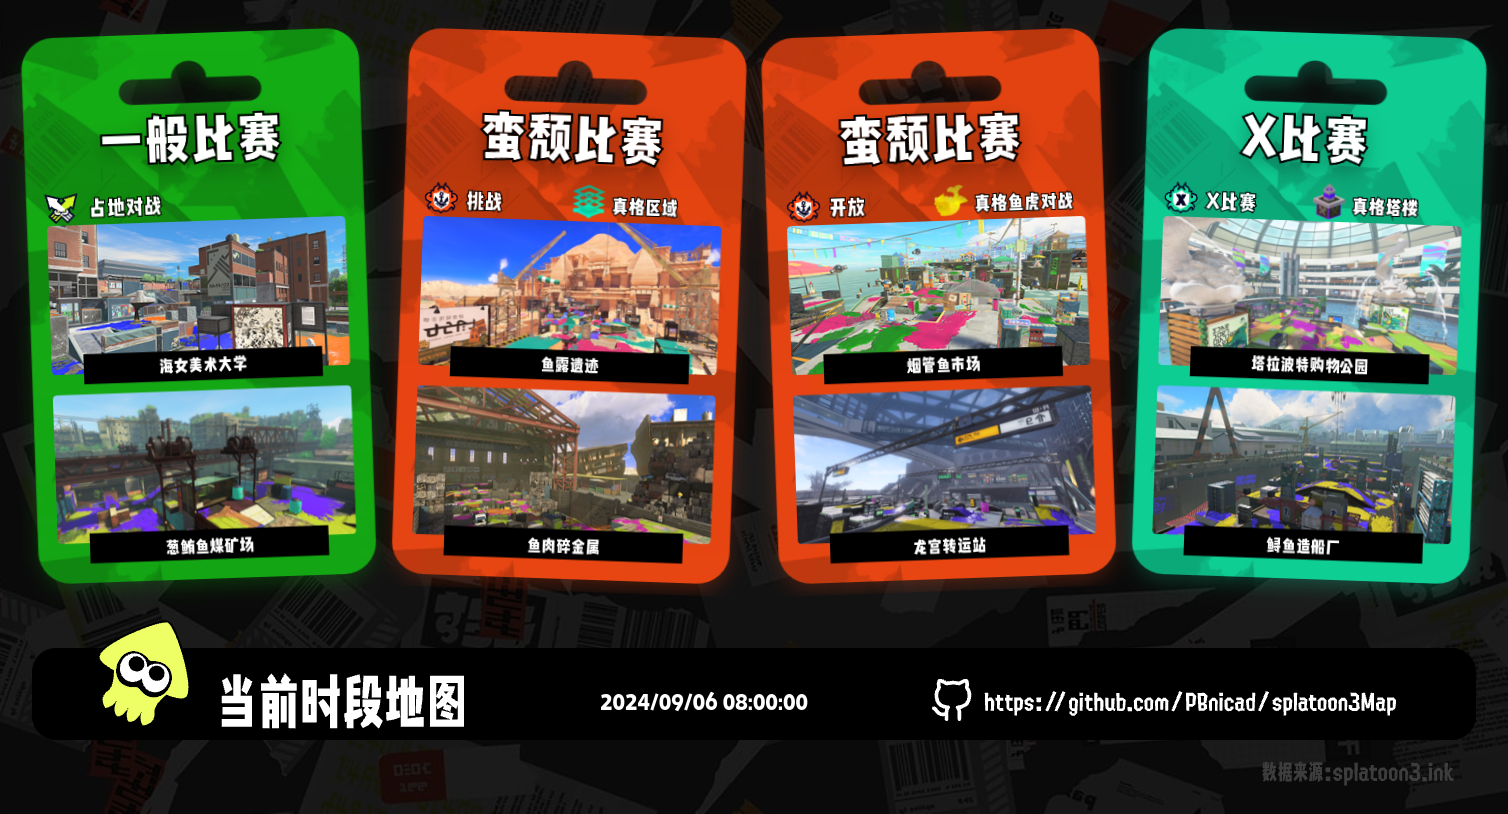 一般比赛
占地对战
海女美术大学
葱鲔鱼煤矿场
蛮颓比赛
挑战
真格区域
鱼露遗迹
鱼肉碎金属
蛮颓比赛
开放
真格鱼虎对战
烟管鱼市场
龙宫转运站
X比赛
X比赛
真格塔楼
塔拉波特购物公园
鲟鱼造船厂
当前时段地图
2024/09/06 08:00:00
https://github.com/PBnicad/splatoon3Map
数据来源:splatoon3.ink